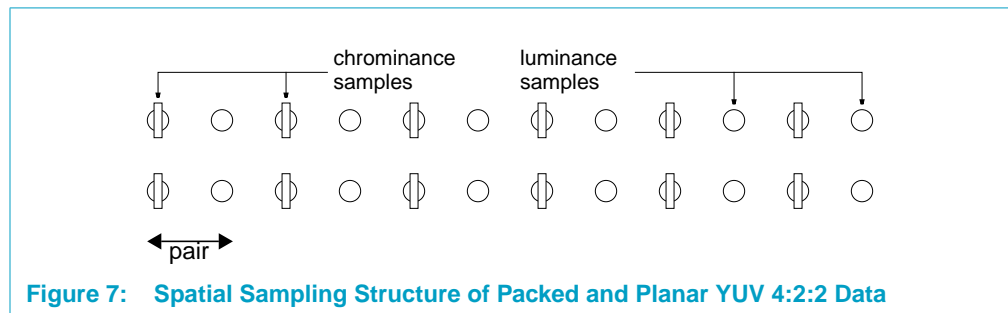 chrominance
samples
luminance
samples
pair
Figure 7: Spatial Sampling Structure of Packed and Planar YUV 4:2:2 Data